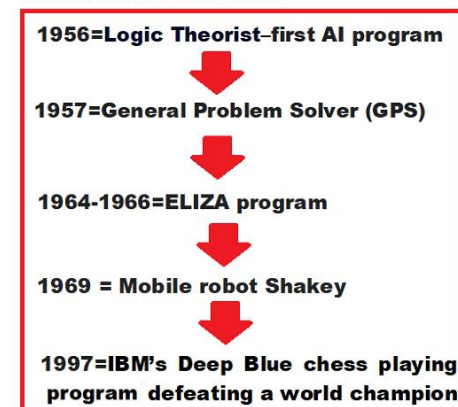 1956=Logic Theorist–first AI program
1957=General Problem Solver (GPS)
1964-1966=ELIZA program
1969 = Mobile robot Shakey
1997=IBM's Deep Blue chess playing
program defeating a world champion